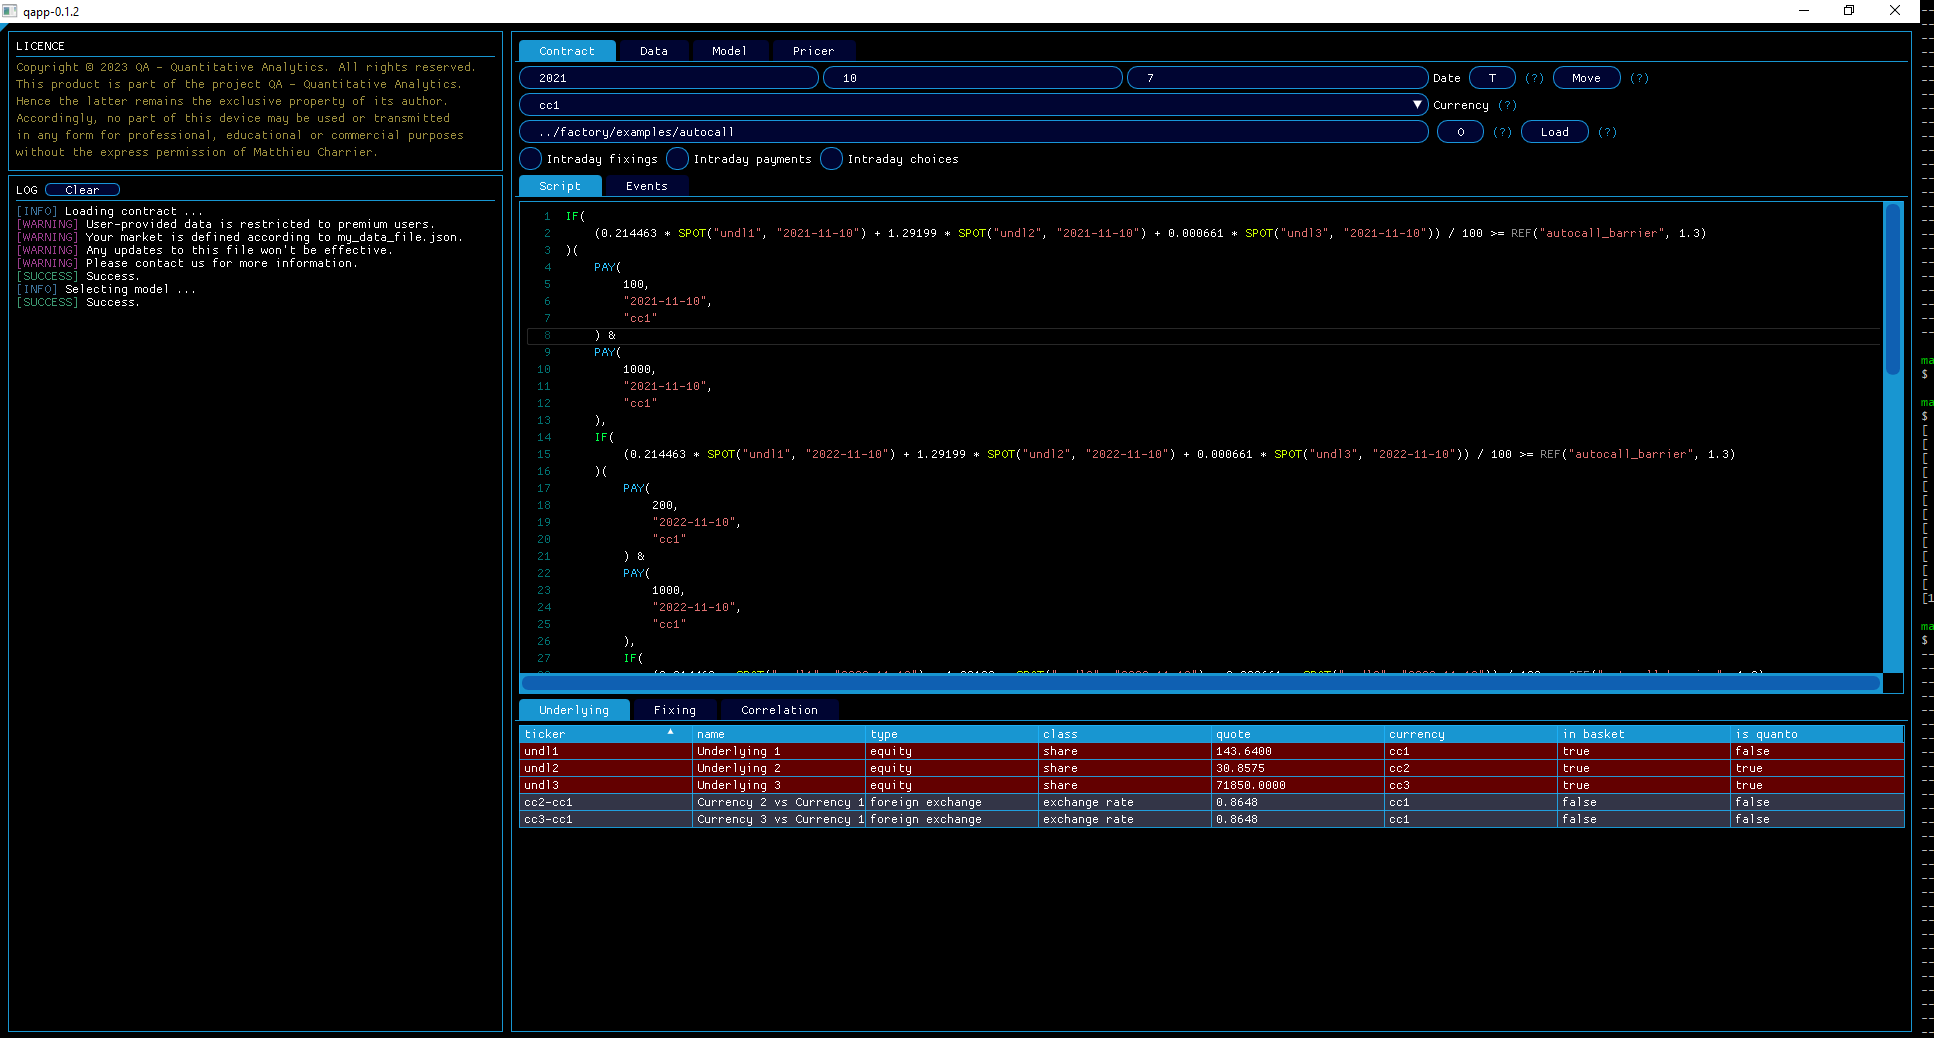 qapp-0.1.2
LICENCE
Copyright © 2023 QA - Quantitative Analytics. All rights reserved.
This product is part of the project QA - Quantitative Analytics.
Hence the latter remains the exclusive property of its author.
Accordingly, no part of this device may be used or transmitted
in any form for professional, educational or commercial purposes
without the express permission of Matthieu Charrier.
LOG Clear
[INFO] Loading contract ...
[WARNING] User-provided data is restricted to premium users.
[WARNING] Your market is defined according to my_data_file.json.
[WARNING] Any updates to this file won't be effective.
[WARNING] Please contact us for more information.
[SUCCESS] Success.
[INFO] Selecting model ...
[SUCCESS] Success.
Contract Data Model Pricer
2021 10 7 Date T (?) Move (?)
cc1 Currency (?)
../factory/examples/autocall O (?) Load (?)
Intraday fixings Intraday payments Intraday choices
Script Events
1 IF(
2 (0.214463 * SPOT("undl1", "2021-11-10") + 1.29199 * SPOT("undl2", "2021-11-10") + 0.000661 * SPOT("undl3", "2021-11-10")) / 100 >= REF("autocall_barrier", 1.3)
3 )(
4 PAY(
5 100,
6 "2021-11-10",
7 "cc1"
8 ) &
9 PAY(
10 1000,
11 "2021-11-10",
12 "cc1"
13 ),
14 IF(
15 (0.214463 * SPOT("undl1", "2022-11-10") + 1.29199 * SPOT("undl2", "2022-11-10") + 0.000661 * SPOT("undl3", "2022-11-10")) / 100 >= REF("autocall_barrier", 1.3)
16 )(
17 PAY(
18 200,
19 "2022-11-10",
20 "cc1"
21 ) &
22 PAY(
23 1000,
24 "2022-11-10",
25 "cc1"
26 ),
27 IF(
Underlying Fixing Correlation
ticker name type class quote currency in basket is quanto
undl1 Underlying 1 equity share 143.6400 cc1 true false
undl2 Underlying 2 equity share 30.8575 cc2 true true
undl3 Underlying 3 equity share 71850.0000 cc3 true true
cc2-cc1 Currency 2 vs Currency 1 foreign exchange exchange rate 0.8648 cc1 false false
cc3-cc1 Currency 3 vs Currency 1 foreign exchange exchange rate 0.8648 cc1 false false